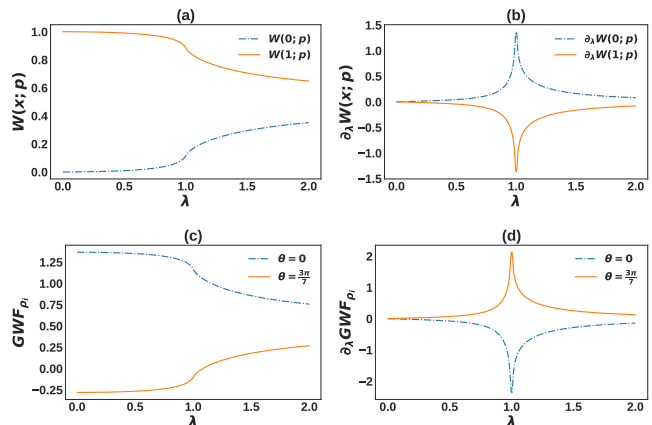 (a)
W(x; p)
1.0
0.8
0.6
0.4
0.2
0.0
W(0; p)
W(1; p)
0.0 0.5 1.0 1.5 2.0
λ
(b)
∂λW(x; p)
1.5
1.0
0.5
0.0
−0.5
−1.0
−1.5
∂λW(0; p)
∂λW(1; p)
0.0 0.5 1.0 1.5 2.0
λ
(c)
GWFρi
1.25
1.00
0.75
0.50
0.25
0.00
−0.25
θ = 0
θ = 3π/7
0.0 0.5 1.0 1.5 2.0
λ
(d)
∂λGWFρi
2
1
0
−1
−2
θ = 0
θ = 3π/7
0.0 0.5 1.0 1.5 2.0
λ